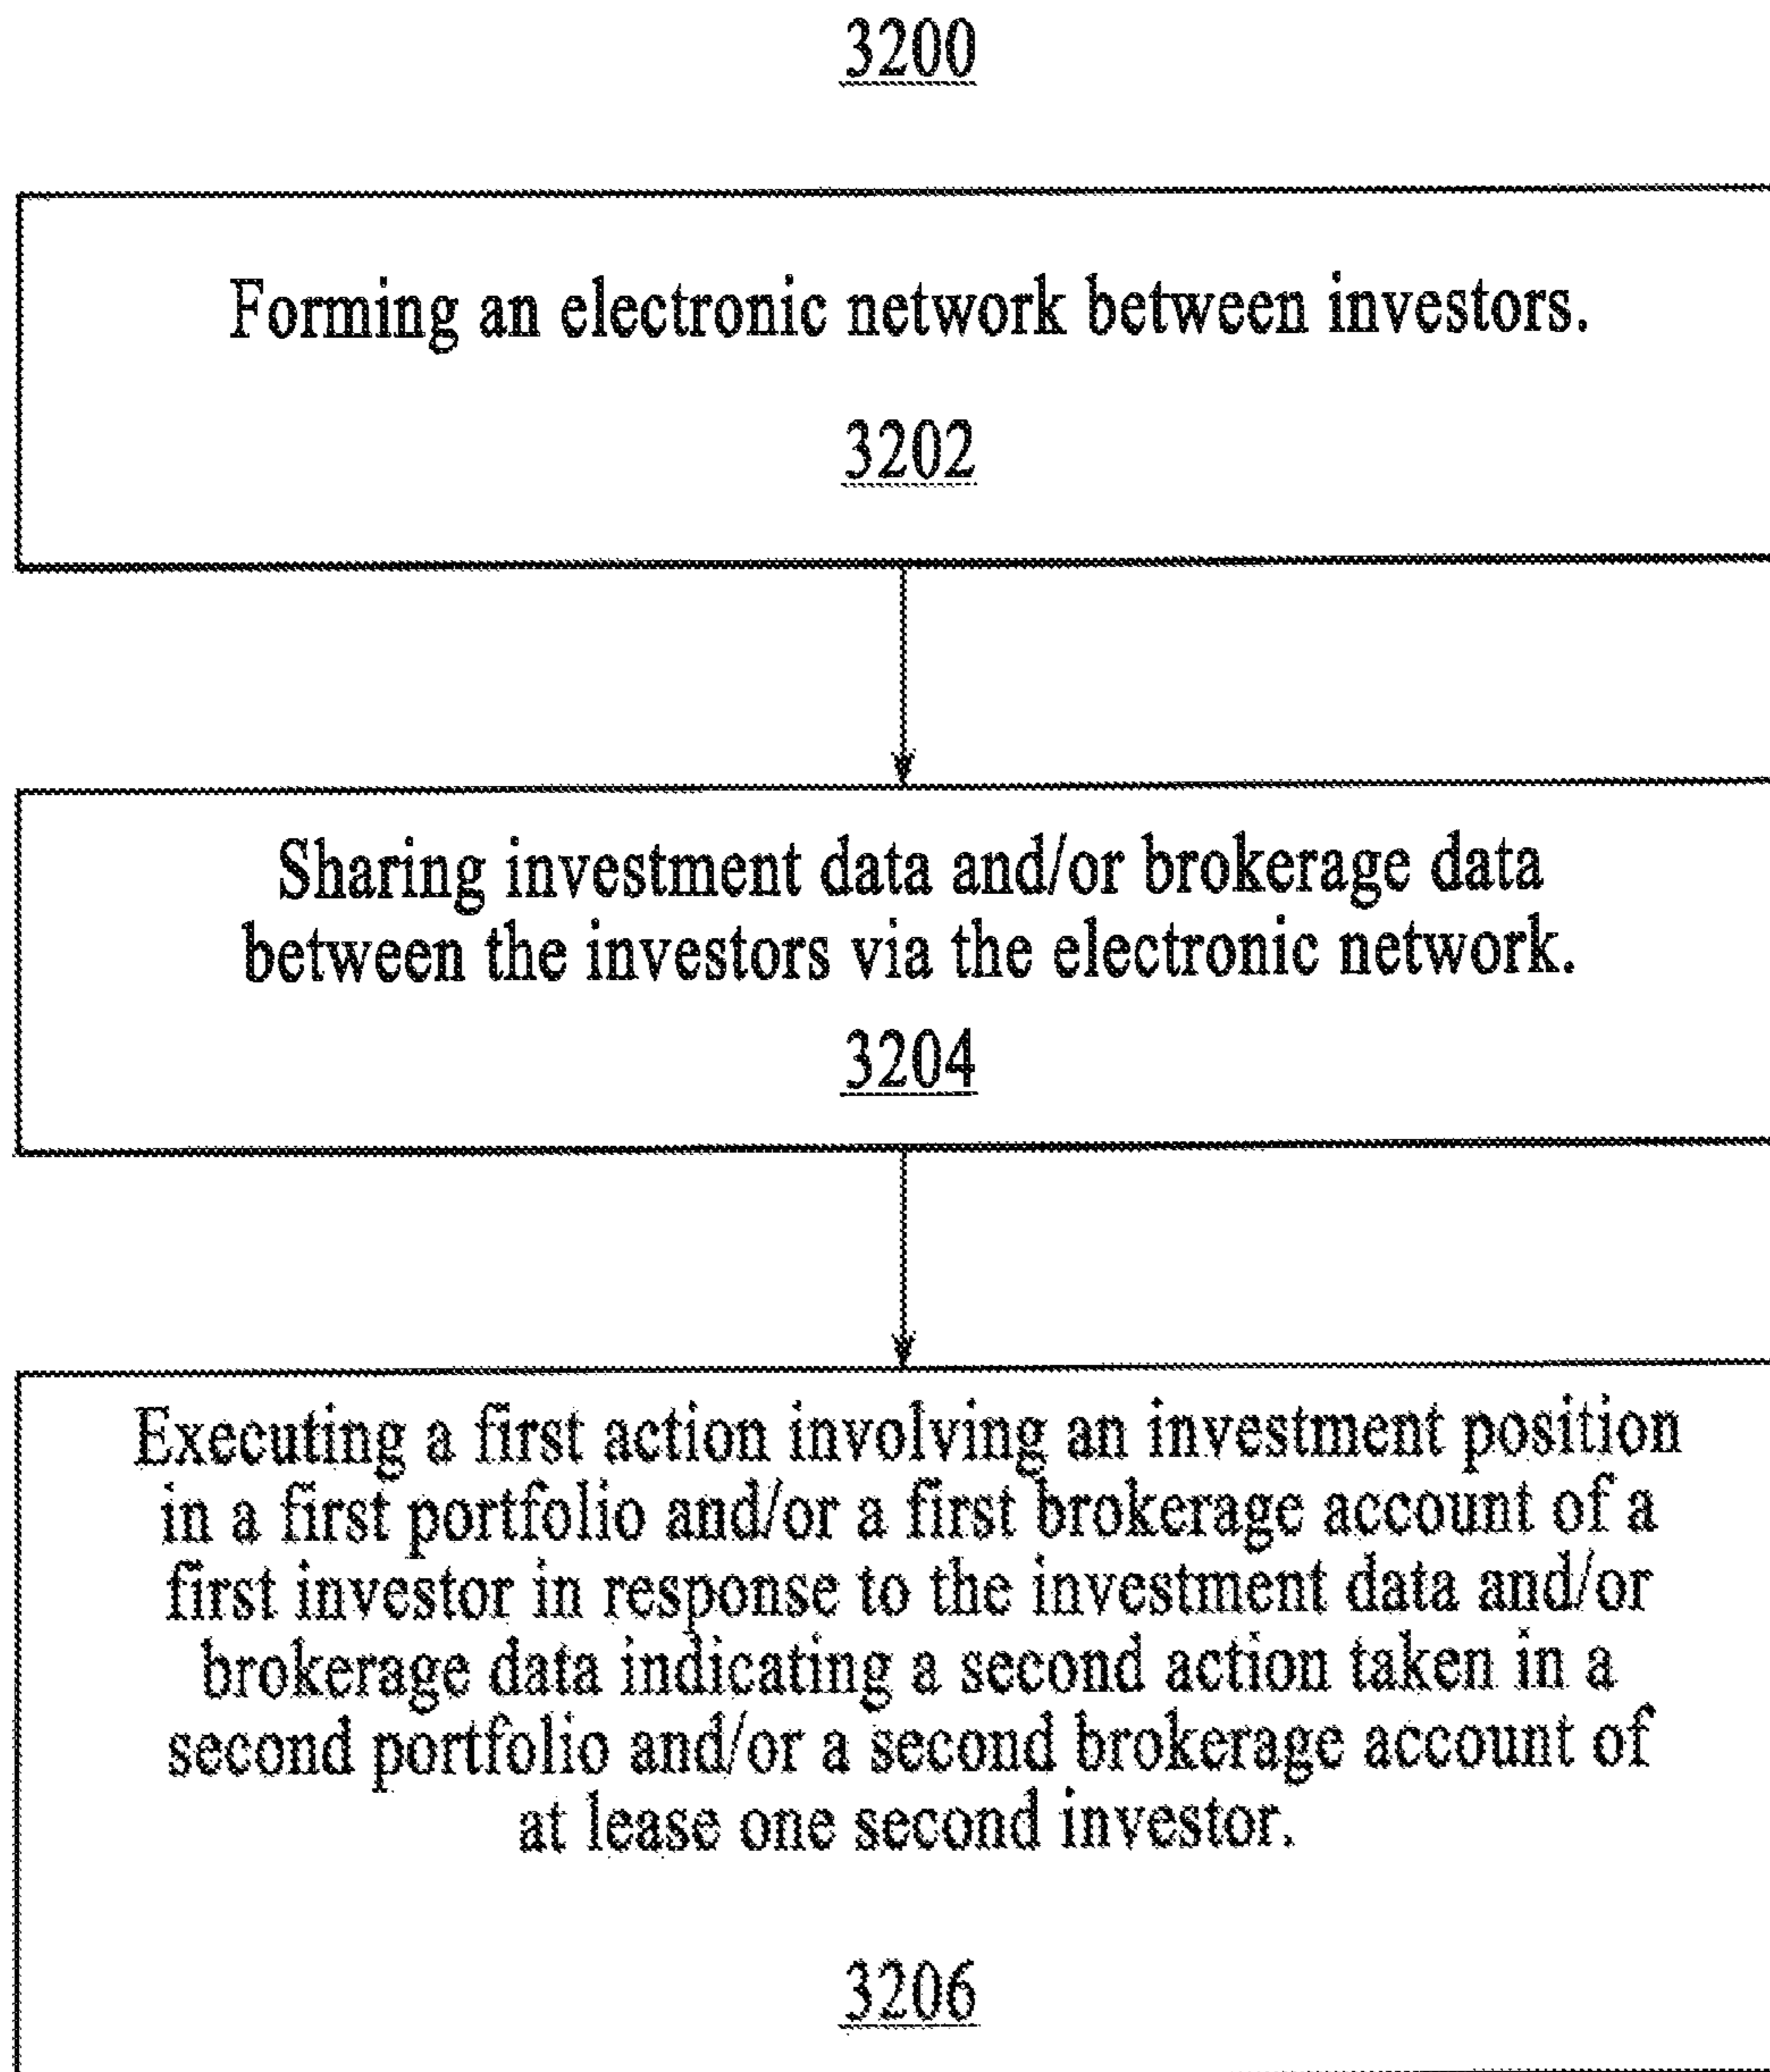 3200
Forming an electronic network between investors.
3202
Sharing investment data and/or brokerage data
between the investors via the electronic network.
3204
Executing a first action involving an investment position
in a first portfolio and/or a first brokerage account of a
first investor in response to the investment data and/or
brokerage data indicating a second action taken in a
second portfolio and/or a second brokerage account of
at lease one second investor.
3206